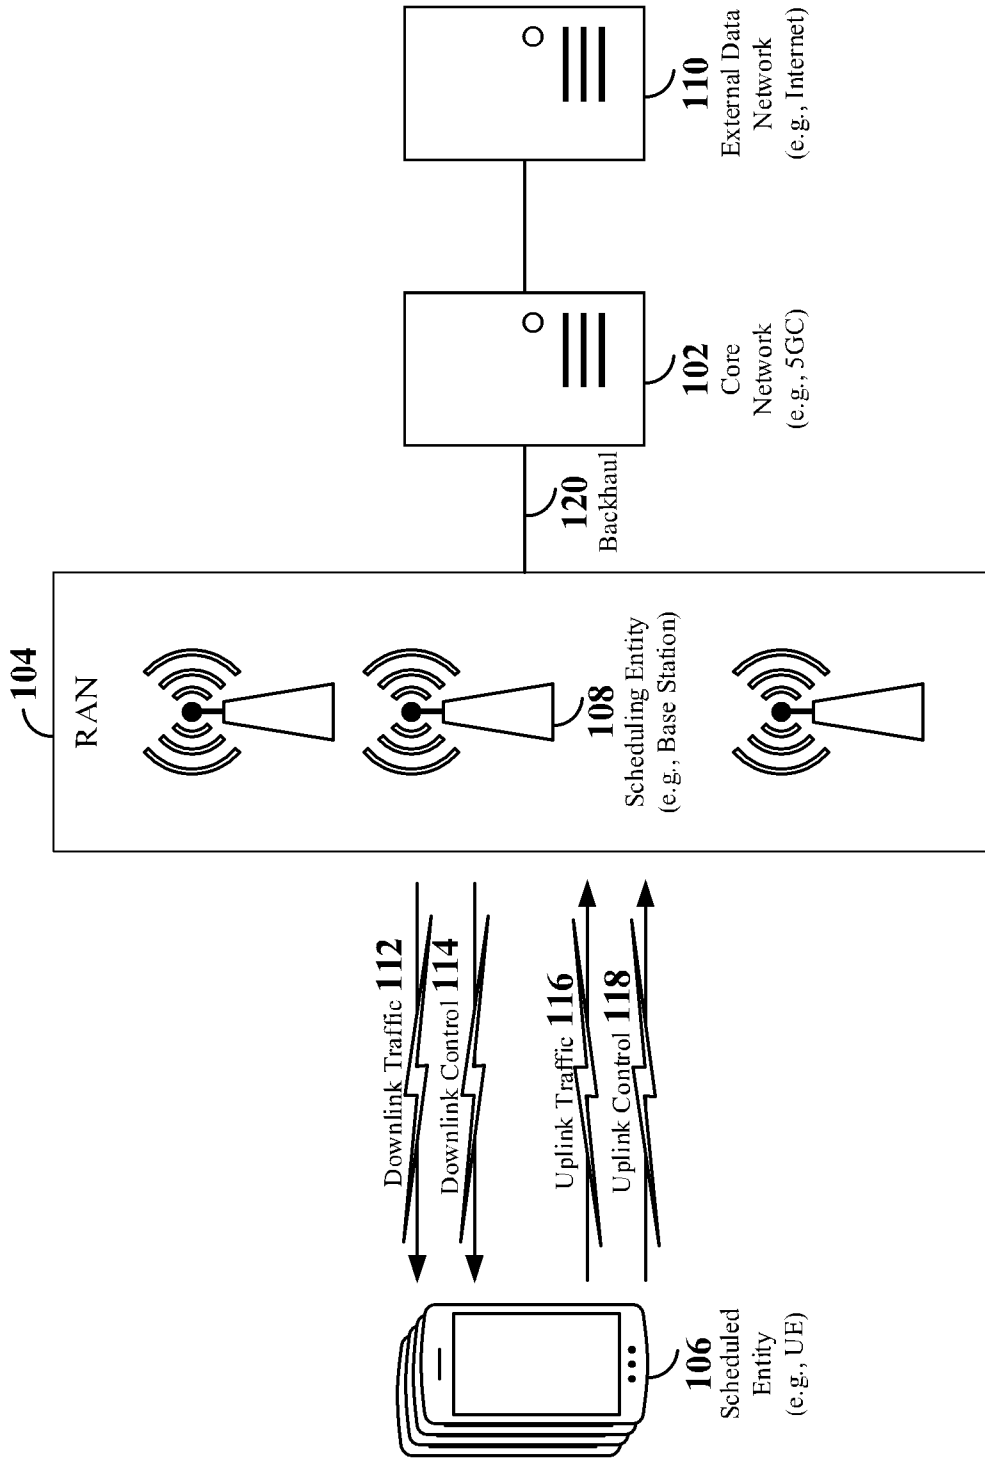 104
RAN
108
Scheduling Entity
(e.g., Base Station)
Downlink Traffic 112
Downlink Control 114
Uplink Traffic 116
Uplink Control 118
106
Scheduled
Entity
(e.g., UE)
120
Backhaul
102
Core
Network
(e.g., 5GC)
110
External Data
Network
(e.g., Internet)